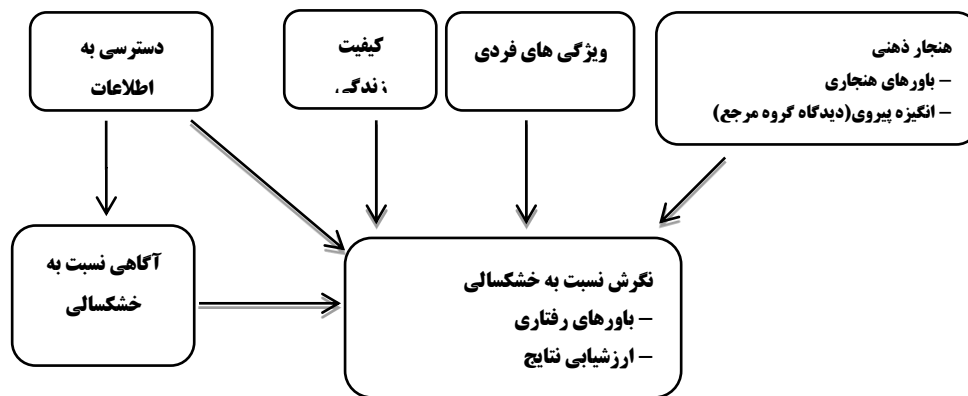 هنجار ذهنی
– باورهای هنجاری
– انگیزه پیروی(دیدگاه گروه مرجع)
ویژگی های فردی
کیفیت
زندگی
دسترسی به
اطلاعات
نگرش نسبت به خشکسالی
– باورهای رفتاری
– ارزشیابی نتایج
آگاهی نسبت به
خشکسالی